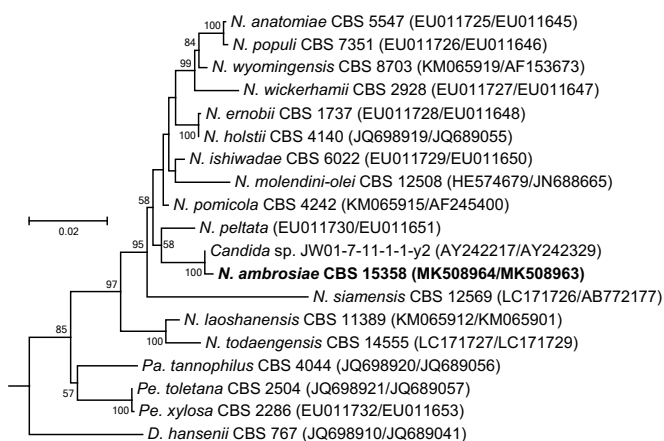 100
N. anatomiae CBS 5547 (EU011725/EU011645)
84
N. populi CBS 7351 (EU011726/EU011646)
99
N. wyomingensis CBS 8703 (KM065919/AF153673)
N. wickerhamii CBS 2928 (EU011727/EU011647)
N. ernobii CBS 1737 (EU011728/EU011648)
100
N. holstii CBS 4140 (JQ698919/JQ689055)
N. ishiwadae CBS 6022 (EU011729/EU011650)
N. molendini-olei CBS 12508 (HE574679/JN688665)
58
N. pomicola CBS 4242 (KM065915/AF245400)
0.02
N. peltata (EU011730/EU011651)
95
58
Candida sp. JW01-7-11-1-1-y2 (AY242217/AY242329)
100
N. ambrosiae CBS 15358 (MK508964/MK508963)
97
N. siamensis CBS 12569 (LC171726/AB772177)
N. laoshanensis CBS 11389 (KM065912/KM065901)
85
100
N. todaengensis CBS 14555 (LC171727/LC171729)
Pa. tannophilus CBS 4044 (JQ698920/JQ689056)
57
Pe. toletana CBS 2504 (JQ698921/JQ689057)
100
Pe. xylosa CBS 2286 (EU011732/EU011653)
D. hansenii CBS 767 (JQ698910/JQ689041)